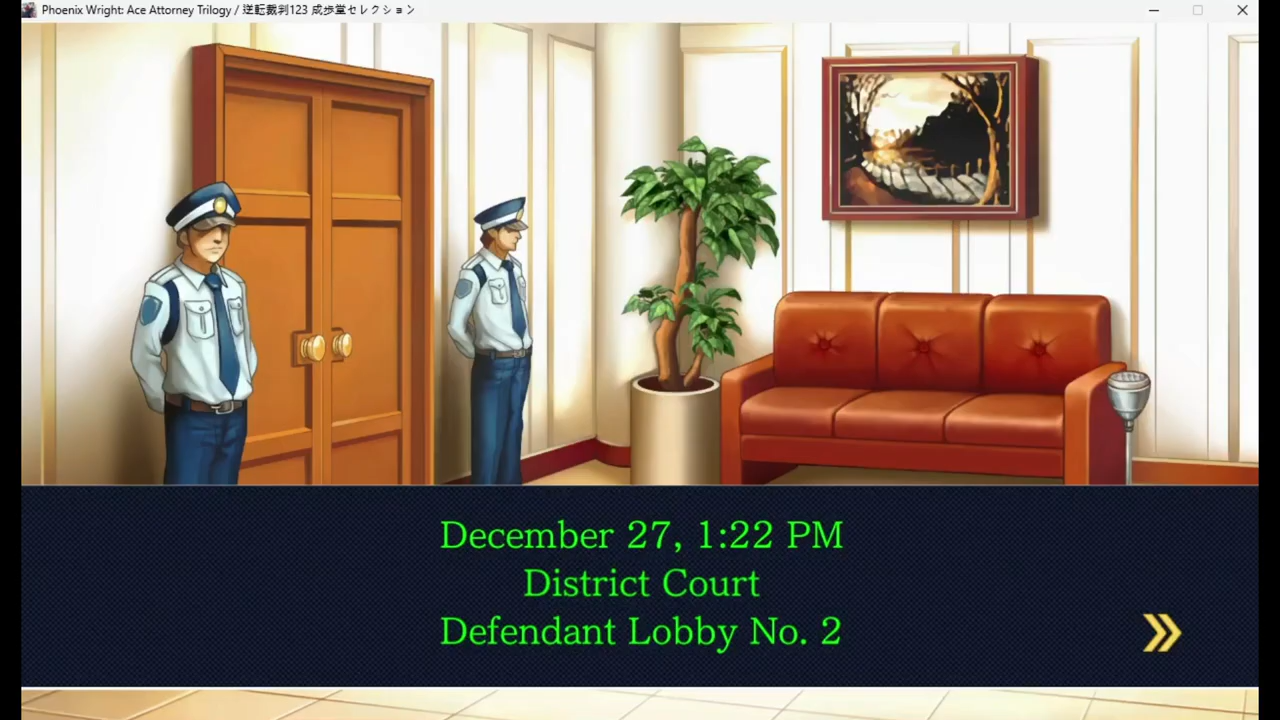 Phoenix Wright: Ace Attorney Trilogy / 逆転裁判123 成歩堂セレクション
December 27, 1:22 PM
District Court
Defendant Lobby No. 2